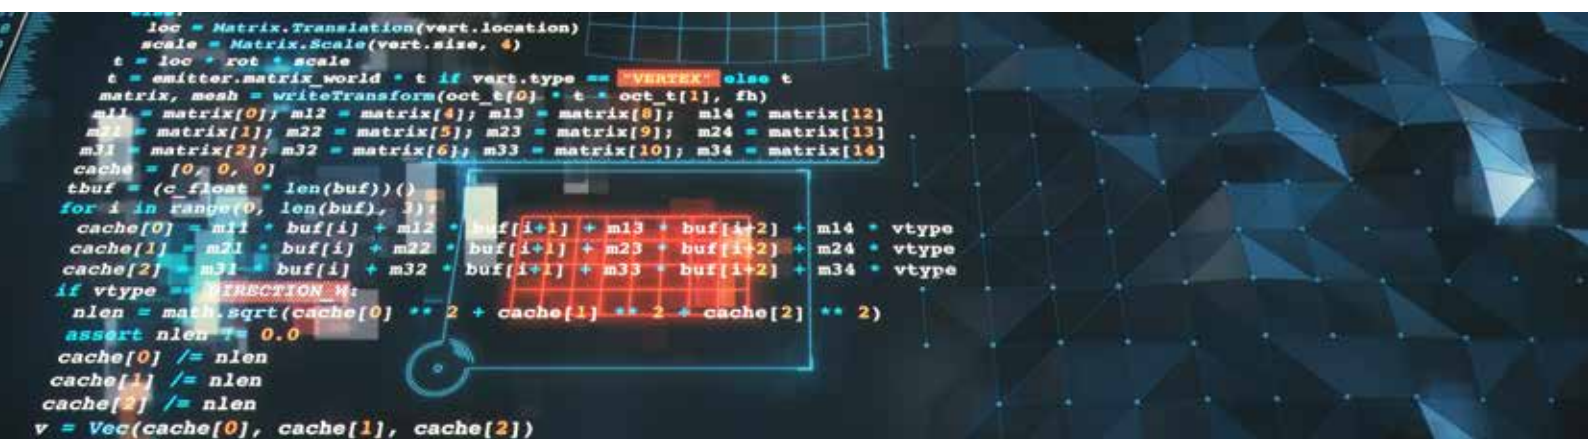 else:
loc = Matrix.Translation(vert.location)
scale = Matrix.Scale(vert.size, 4)
t = loc * rot * scale
t = emitter.matrix_world * t if vert.type == "VERTEX" else t
matrix, mesh = writeTransform(oct_t[0] * t * oct_t[1], fh)
m11 = matrix[0]; m12 = matrix[4]; m13 = matrix[8]; m14 = matrix[12]
m21 = matrix[1]; m22 = matrix[5]; m23 = matrix[9]; m24 = matrix[13]
m31 = matrix[2]; m32 = matrix[6]; m33 = matrix[10]; m34 = matrix[14]
cache = [0, 0, 0]
tbuf = (c_float * len(buf))()
for i in range(0, len(buf), 3):
cache[0] = m11 * buf[i] + m12 * buf[i+1] + m13 * buf[i+2] + m14 * vtype
cache[1] = m21 * buf[i] + m22 * buf[i+1] + m23 * buf[i+2] + m24 * vtype
cache[2] = m31 * buf[i] + m32 * buf[i+1] + m33 * buf[i+2] + m34 * vtype
if vtype == DIRECTION_W:
nlen = math.sqrt(cache[0] ** 2 + cache[1] ** 2 + cache[2] ** 2)
assert nlen != 0.0
cache[0] /= nlen
cache[1] /= nlen
cache[2] /= nlen
v = Vec(cache[0], cache[1], cache[2])